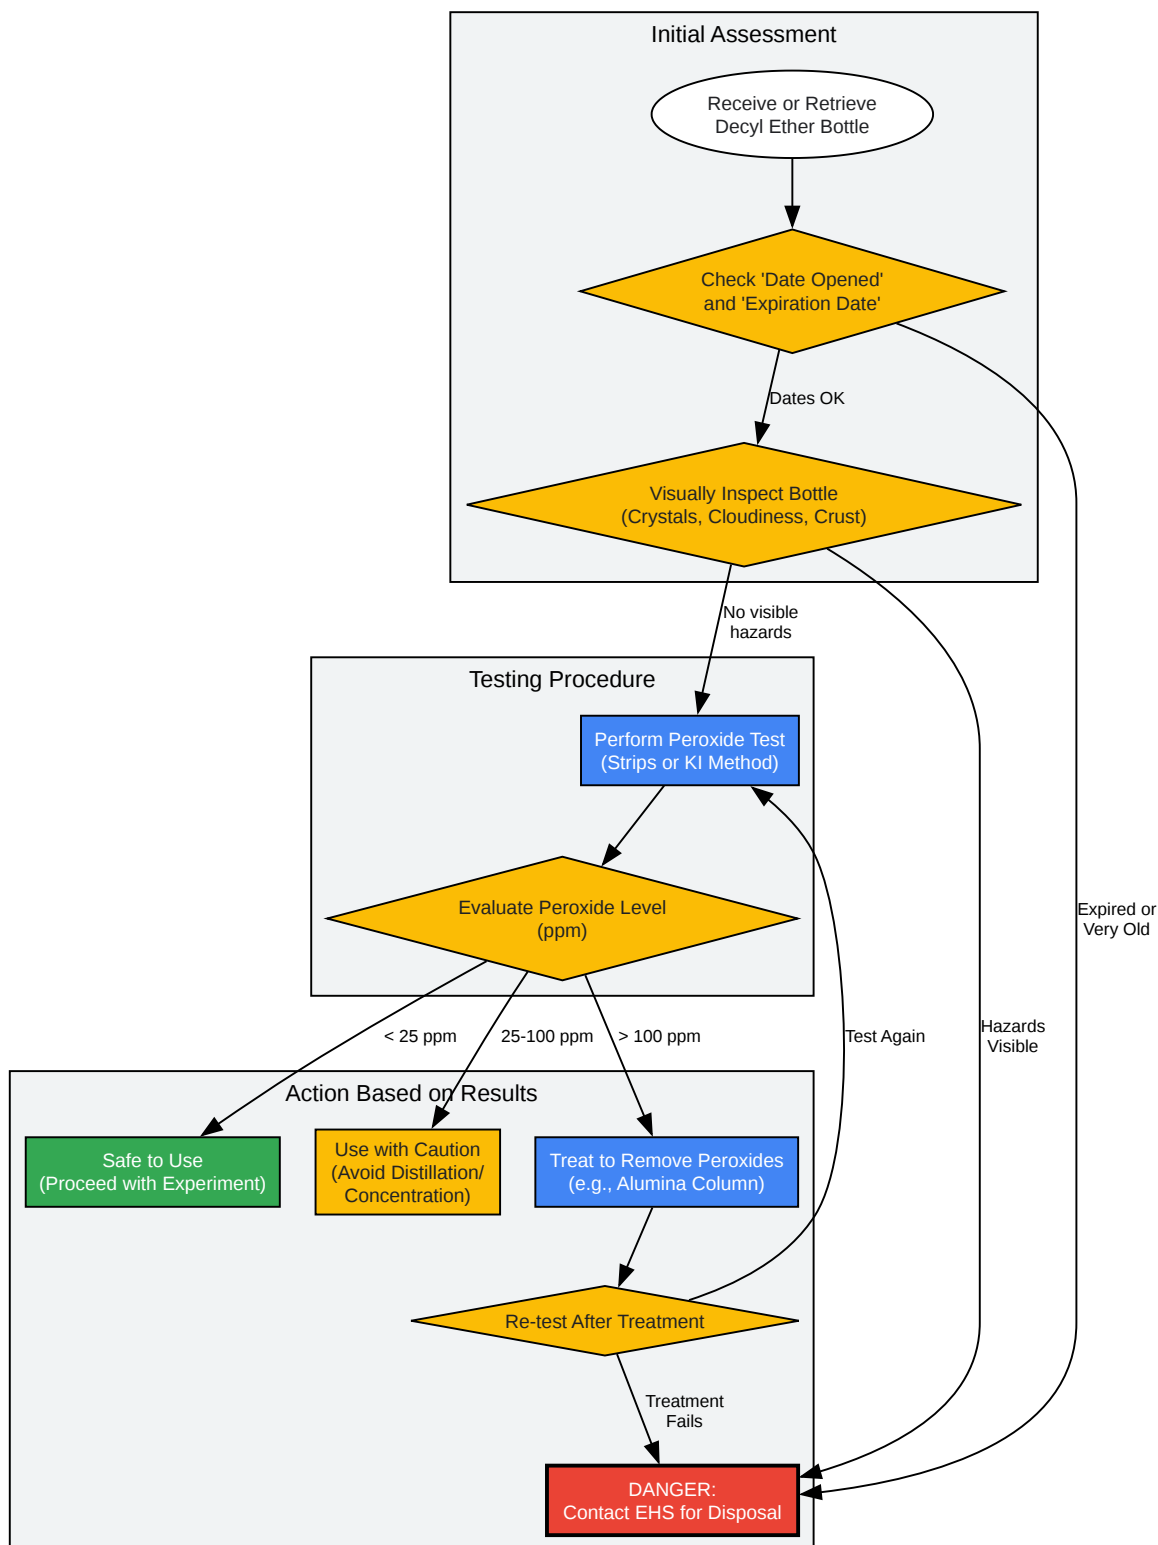 Initial Assessment
Receive or Retrieve
Decyl Ether Bottle
Check 'Date Opened'
and 'Expiration Date'
Dates OK
Visually Inspect Bottle
(Crystals, Cloudiness, Crust)
No visible
hazards
Testing Procedure
Perform Peroxide Test
(Strips or KI Method)
Evaluate Peroxide Level
(ppm)
Expired or
Very Old
< 25 ppm
25-100 ppm
> 100 ppm
Test Again
Hazards
Visible
Action Based on Results
Safe to Use
(Proceed with Experiment)
Use with Caution
(Avoid Distillation/
Concentration)
Treat to Remove Peroxides
(e.g., Alumina Column)
Re-test After Treatment
Treatment
Fails
DANGER:
Contact EHS for Disposal